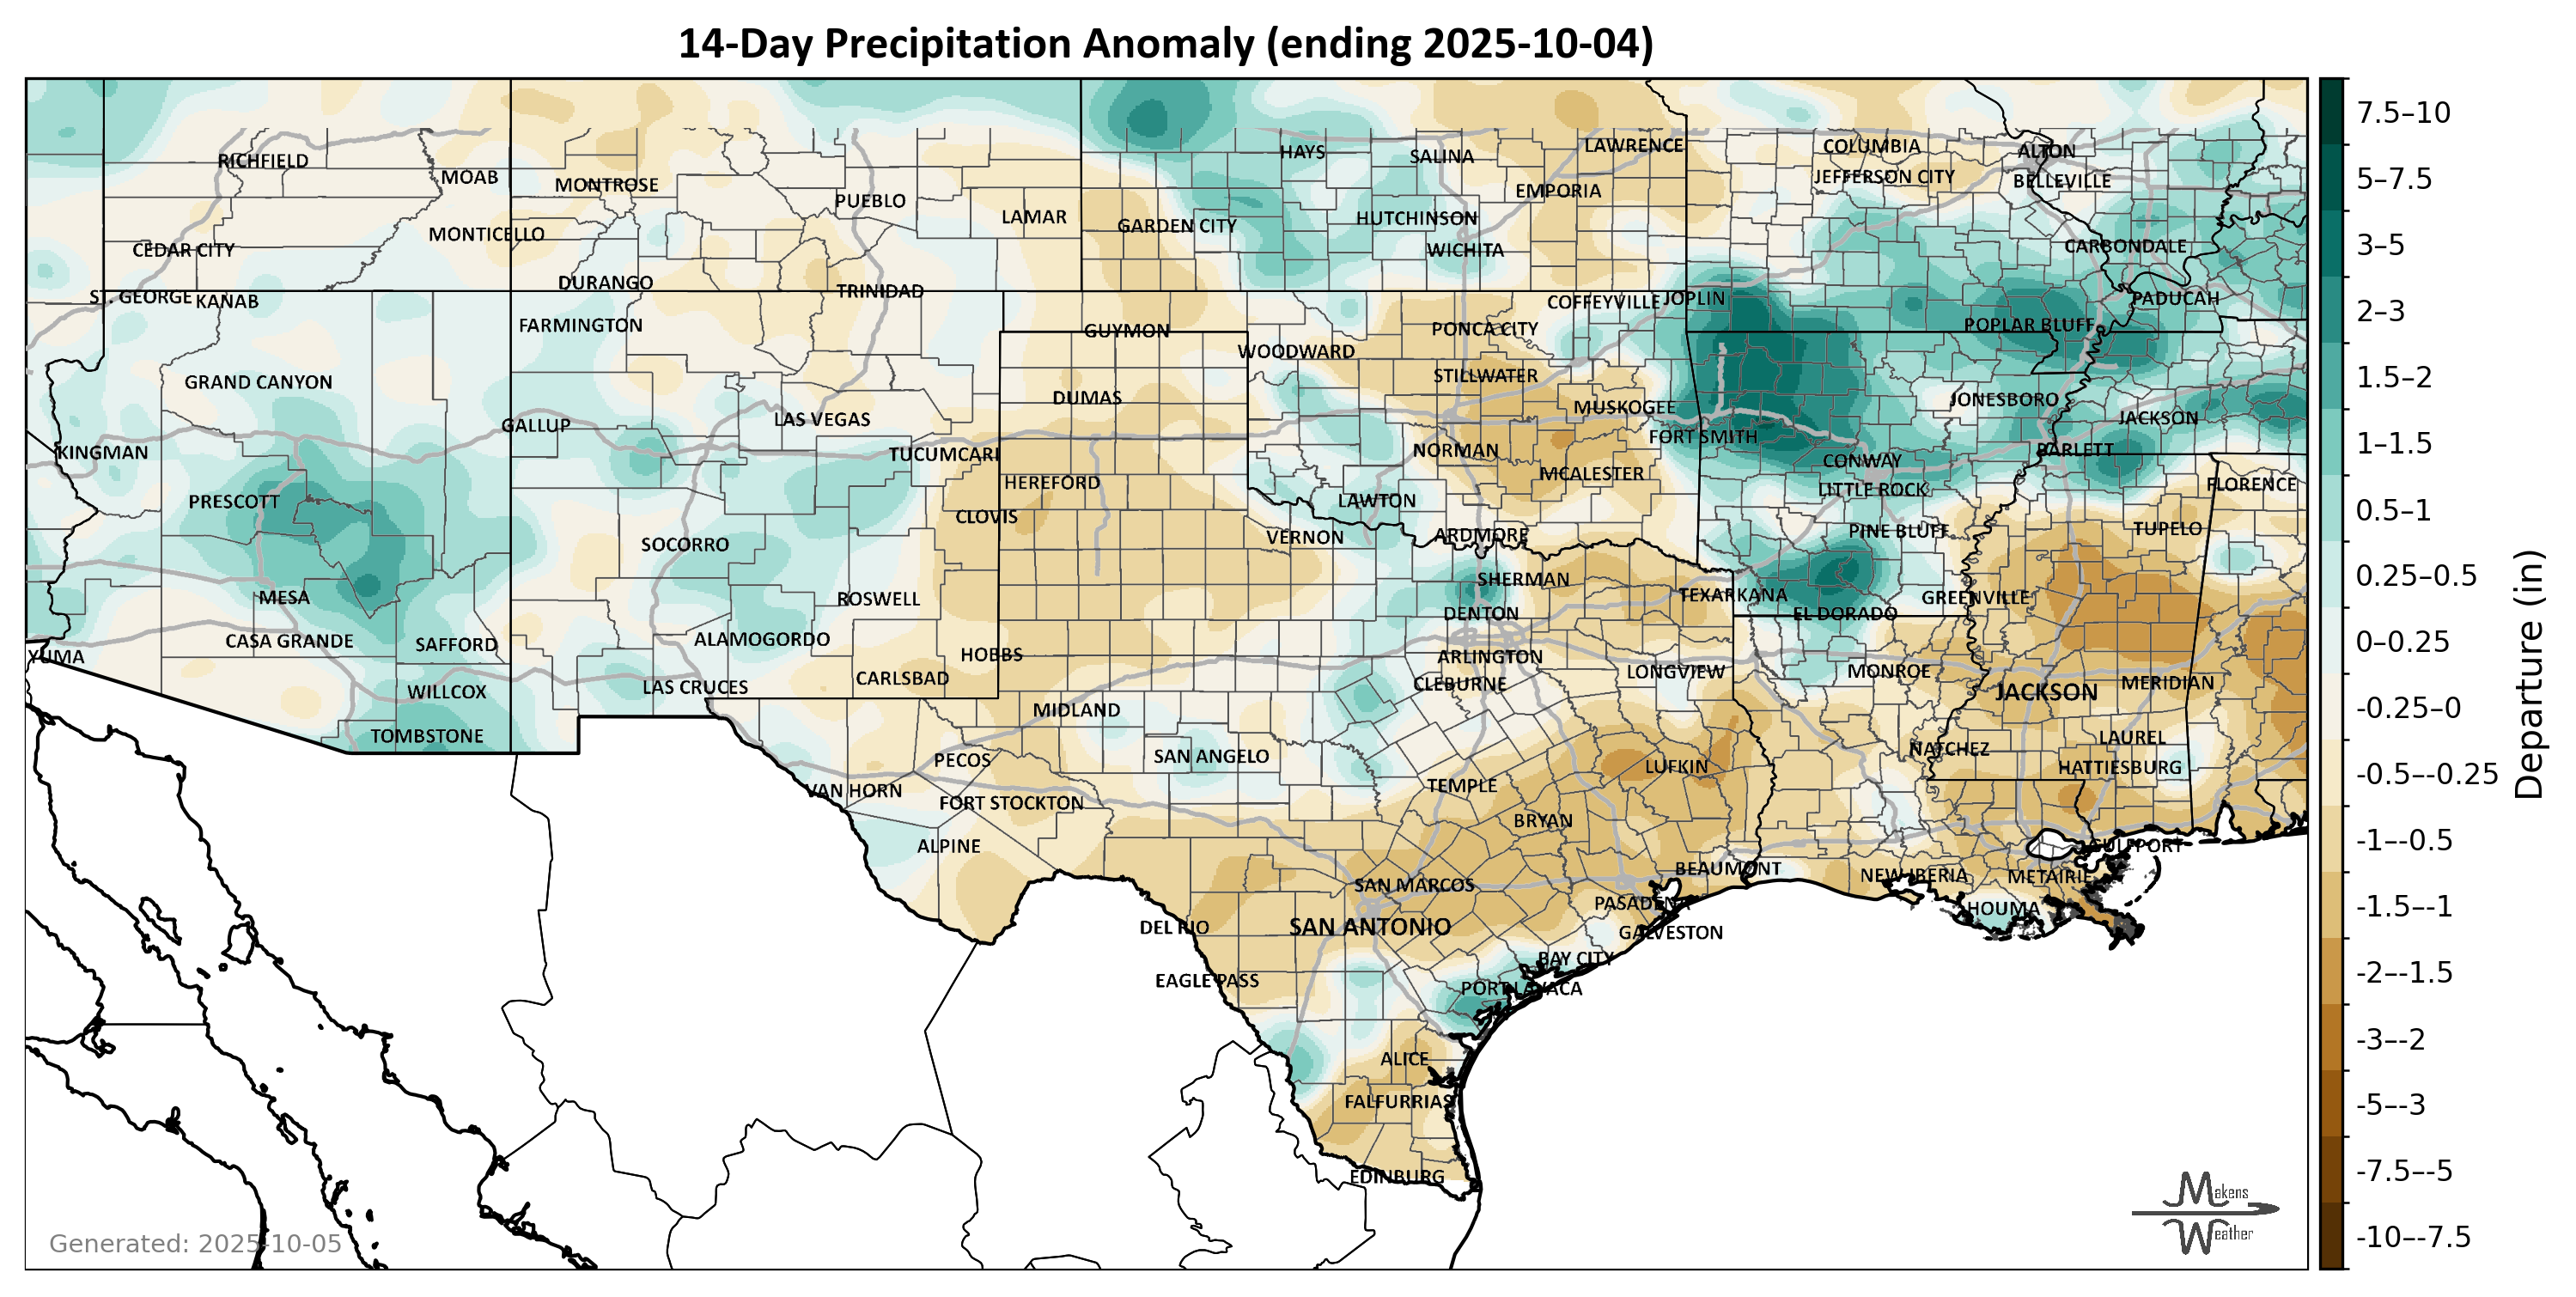 14-Day Precipitation Anomaly (ending 2025-10-04)
RICHFIELD
MOAB
MONTROSE
PUEBLO
LAMAR
HAYS
SALINA
LAWRENCE
COLUMBIA
ALTON
JEFFERSON CITY
BELLEVILLE
EMPORIA
GARDEN CITY
HUTCHINSON
WICHITA
CEDAR CITY
MONTICELLO
DURANGO
TRINIDAD
CARBONDALE
ST. GEORGE
KANAB
FARMINGTON
GUYMON
COFFEYVILLE
JOPLIN
PADUCAH
PONCA CITY
POPLAR BLUFF
WOODWARD
STILLWATER
GRAND CANYON
DUMAS
MUSKOGEE
JONESBORO
JACKSON
GALLUP
LAS VEGAS
FORT SMITH
KINGMAN
TUCUMCARI
NORMAN
BARLETT
CONWAY
MCALESTER
HEREFORD
LITTLE ROCK
FLORENCE
PRESCOTT
LAWTON
CLOVIS
SOCORRO
VERNON
ARDMORE
PINE BLUFF
TUPELO
SHERMAN
MESA
ROSWELL
DENTON
TEXARKANA
EL DORADO
GREENVILLE
CASA GRANDE
SAFFORD
ALAMOGORDO
HOBBS
ARLINGTON
YUMA
CARLSBAD
CLEBURNE
LONGVIEW
MONROE
WILLCOX
LAS CRUCES
JACKSON
MERIDIAN
MIDLAND
TOMBSTONE
SAN ANGELO
NATCHEZ
LAUREL
PECOS
LUFKIN
HATTIESBURG
VAN HORN
FORT STOCKTON
TEMPLE
BRYAN
ALPINE
GULFPORT
BEAUMONT
SAN MARCOS
NEW IBERIA
METAIRIE
PASADENA
HOUMA
DEL RIO
SAN ANTONIO
GALVESTON
BAY CITY
EAGLE PASS
PORT LAVACA
ALICE
FALFURRIAS
EDINBURG
Generated: 2025-10-05
Makens
Weather
7.5–10
5–7.5
3–5
2–3
1.5–2
1–1.5
0.5–1
0.25–0.5
0–0.25
-0.25–0
-0.5–-0.25
-1–-0.5
-1.5–-1
-2–-1.5
-3–-2
-5–-3
-7.5–-5
-10–-7.5
Departure (in)